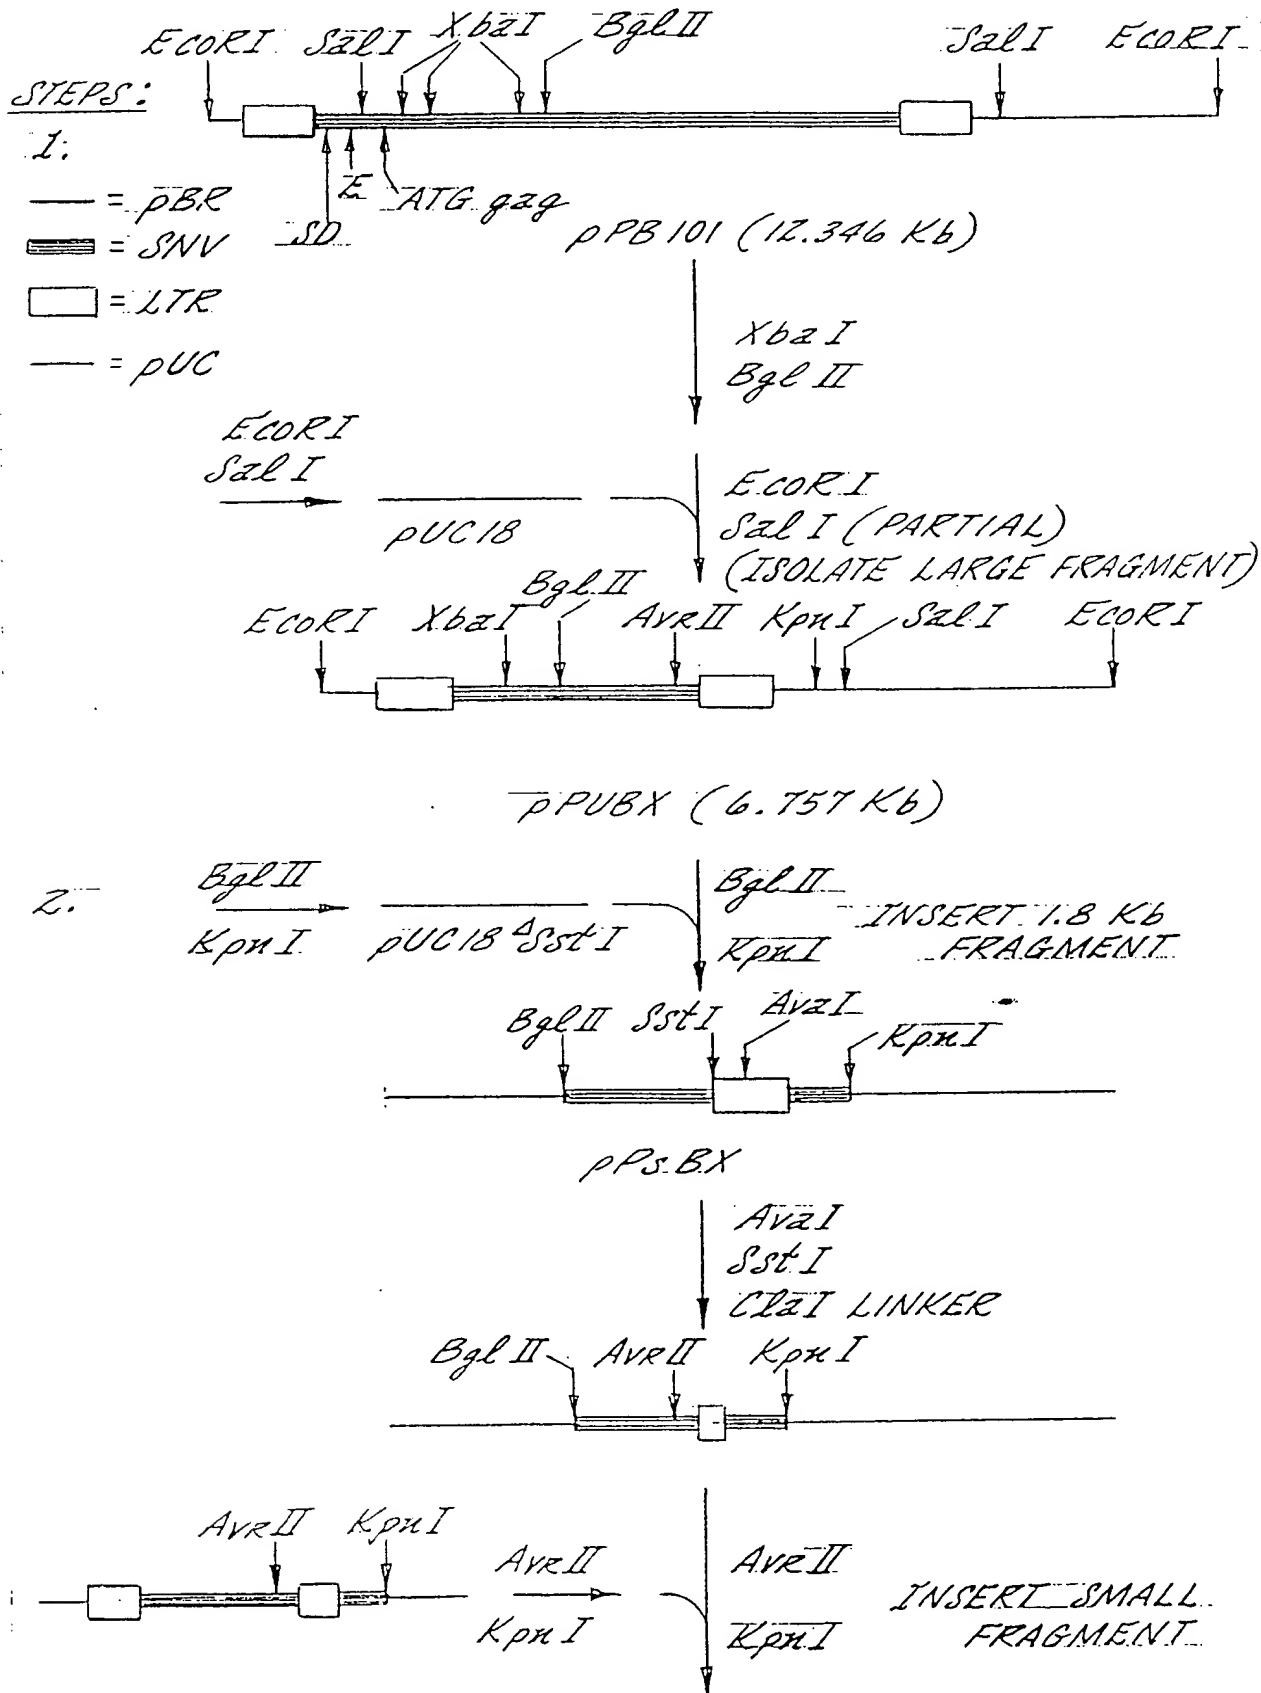 EcoRI SalI XbaI BglII SalI EcoRI
STEPS:
1.
— = pBR
= SNV
= LTR
— = pUC
SD E ATG gag
pPB101 (12.346 Kb)
XbaI
BglII
EcoRI
SalI
pUC18
EcoRI
SalI (PARTIAL)
(ISOLATE LARGE FRAGMENT)
EcoRI XbaI BglII AvrII KpnI SalI EcoRI
pPUBX (6.757 Kb)
2.
BglII
KpnI
pUC18 ΔSstI
BglII
KpnI
INSERT 1.8 Kb
FRAGMENT
BglII SstI AvaI KpnI
pPsBX
AvaI
SstI
ClaI LINKER
BglII AvrII KpnI
AvrII KpnI
AvrII
KpnI
AvrII
KpnI
INSERT SMALL
FRAGMENT